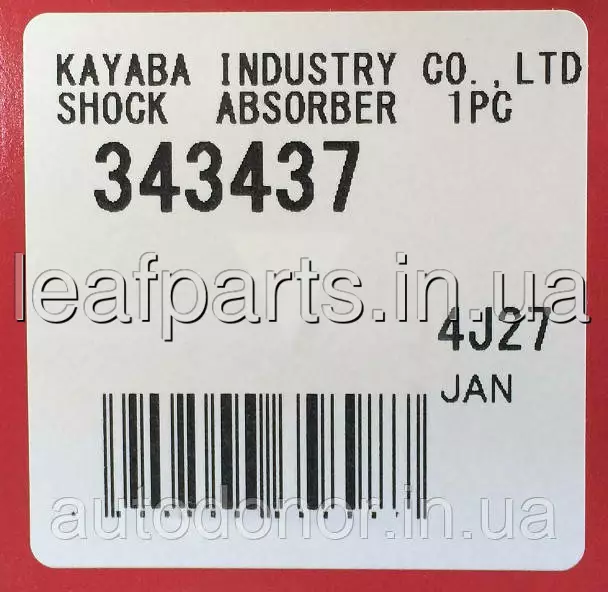 KAYABA INDUSTRY CO.,LTD
SHOCK ABSORBER 1PC
343437
leafparts.in.ua
4J27
JAN
autodonor.in.ua